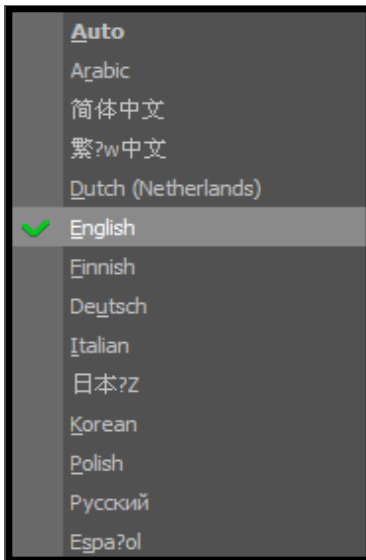 Auto
Arabic
简体中文
繁?w中文
Dutch (Netherlands)
English
Finnish
Deutsch
Italian
日本?Z
Korean
Polish
Русский
Espa?ol